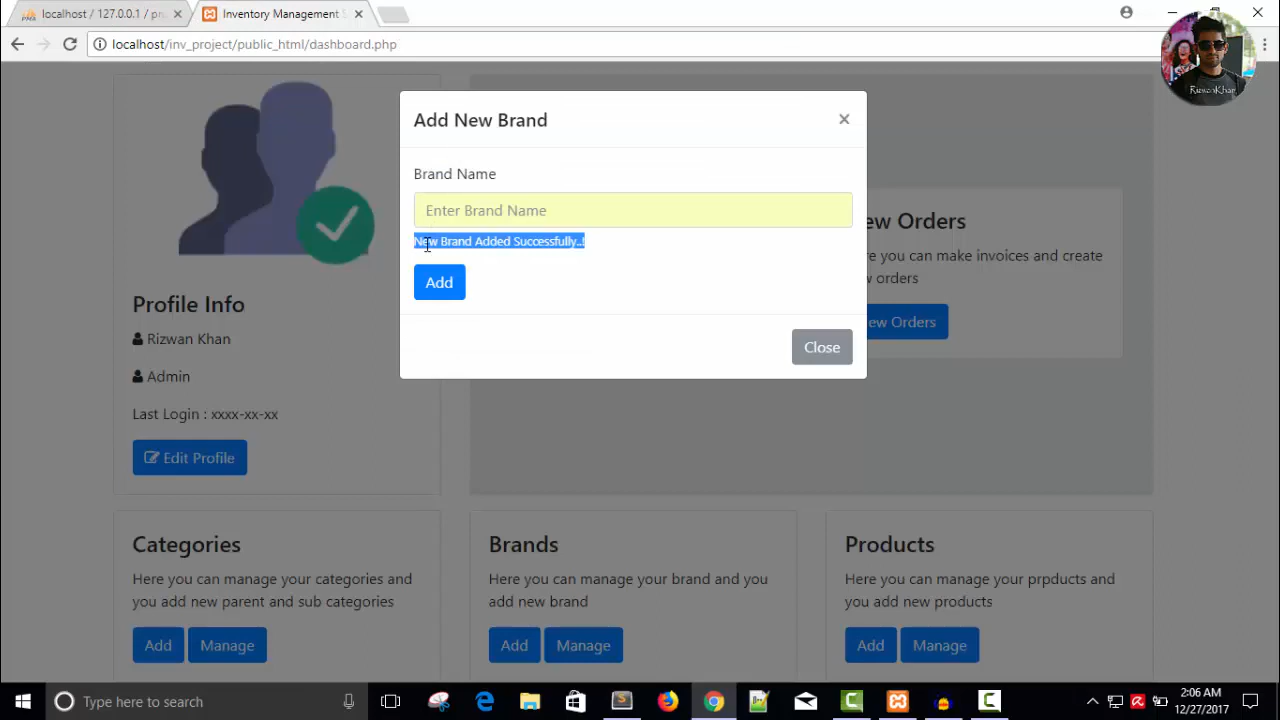 localhost / 127.0.0.1 / pr
Inventory Management S
localhost/inv_project/public_html/dashboard.php
RizwanKhan
Add New Brand
×
Brand Name
Enter Brand Name
New Brand Added Successfully..!
Add
Close
Profile Info
Rizwan Khan
Admin
Last Login : xxxx-xx-xx
Edit Profile
ew Orders
ere you can make invoices and create
ew orders
ew Orders
Categories
Here you can manage your categories and
you add new parent and sub categories
Add Manage
Brands
Here you can manage your brand and you
add new brand
Add Manage
Products
Here you can manage your prpducts and
you add new products
Add Manage
Type here to search
2:06 AM
12/27/2017